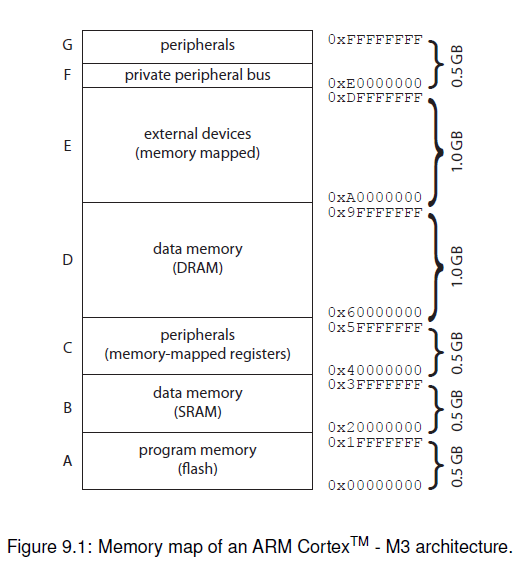 G
peripherals
0xFFFFFFFF
F
private peripheral bus
0xE0000000
0.5 GB
0xDFFFFFFF
E
external devices
(memory mapped)
1.0 GB
0xA0000000
0x9FFFFFFF
D
data memory
(DRAM)
1.0 GB
0x60000000
0x5FFFFFFF
C
peripherals
(memory-mapped registers)
0.5 GB
0x40000000
0x3FFFFFFF
B
data memory
(SRAM)
0.5 GB
0x20000000
0x1FFFFFFF
A
program memory
(flash)
0.5 GB
0x00000000
Figure 9.1: Memory map of an ARM Cortex™ - M3 architecture.